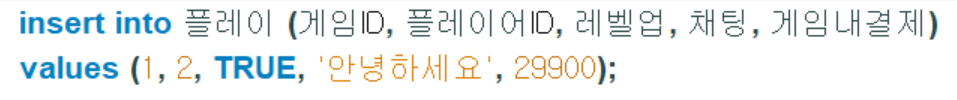 insert into 플레이 (게임ID, 플레이어ID, 레벨업, 채팅, 게임내결제)
values (1, 2, TRUE, '안녕하세요', 29900);